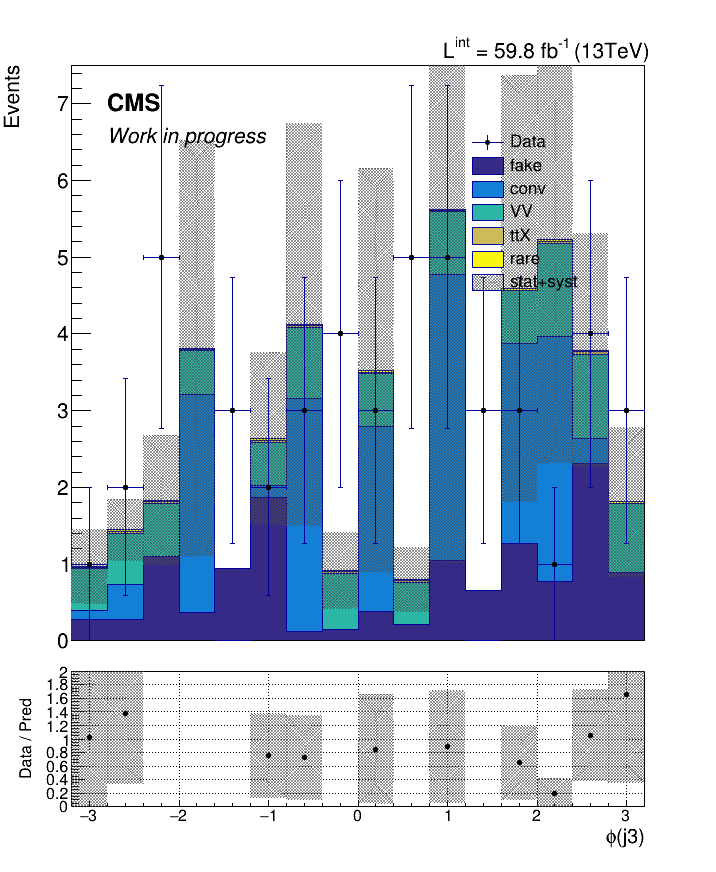 L^int = 59.8 fb^-1 (13TeV)
Events
7
6
5
4
3
2
1
0
CMS
Work in progress
Data
fake
conv
VV
ttX
rare
stat+syst
Data / Pred
2
1.8
1.6
1.4
1.2
1
0.8
0.6
0.4
0.2
0
−3 −2 −1 0 1 2 3
ϕ(j3)